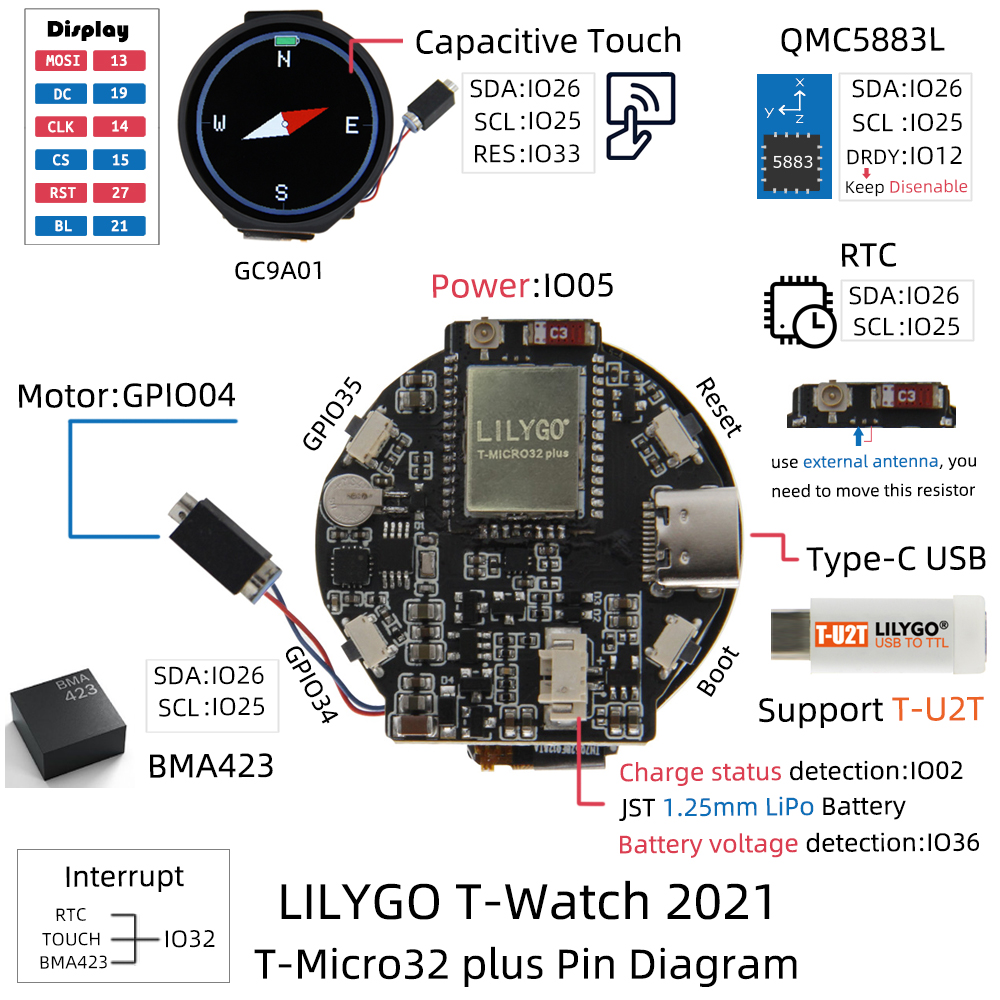 Display
MOSI 13
DC 19
CLK 14
CS 15
RST 27
BL 21
N
W
E
S
GC9A01
Capacitive Touch
SDA:IO26
SCL:IO25
RES:IO33
QMC5883L
X
Y
Z
5883
SDA:IO26
SCL :IO25
DRDY:IO12
Keep Disenable
RTC
SDA:IO26
SCL:IO25
Power:IO05
C3
LILYGO®
T-MICRO32 plus
Motor:GPIO04
GPIO35
Reset
C3
use external antenna, you
need to move this resistor
Type-C USB
T-U2T LILYGO®
USB TO TTL
Support T-U2T
GPIO34
Boot
D3 D2
D4
+
BMA
423
SDA:IO26
SCL:IO25
BMA423
Charge status detection:IO02
JST 1.25mm LiPo Battery
Battery voltage detection:IO36
Interrupt
RTC
TOUCH
BMA423
IO32
LILYGO T-Watch 2021
T-Micro32 plus Pin Diagram